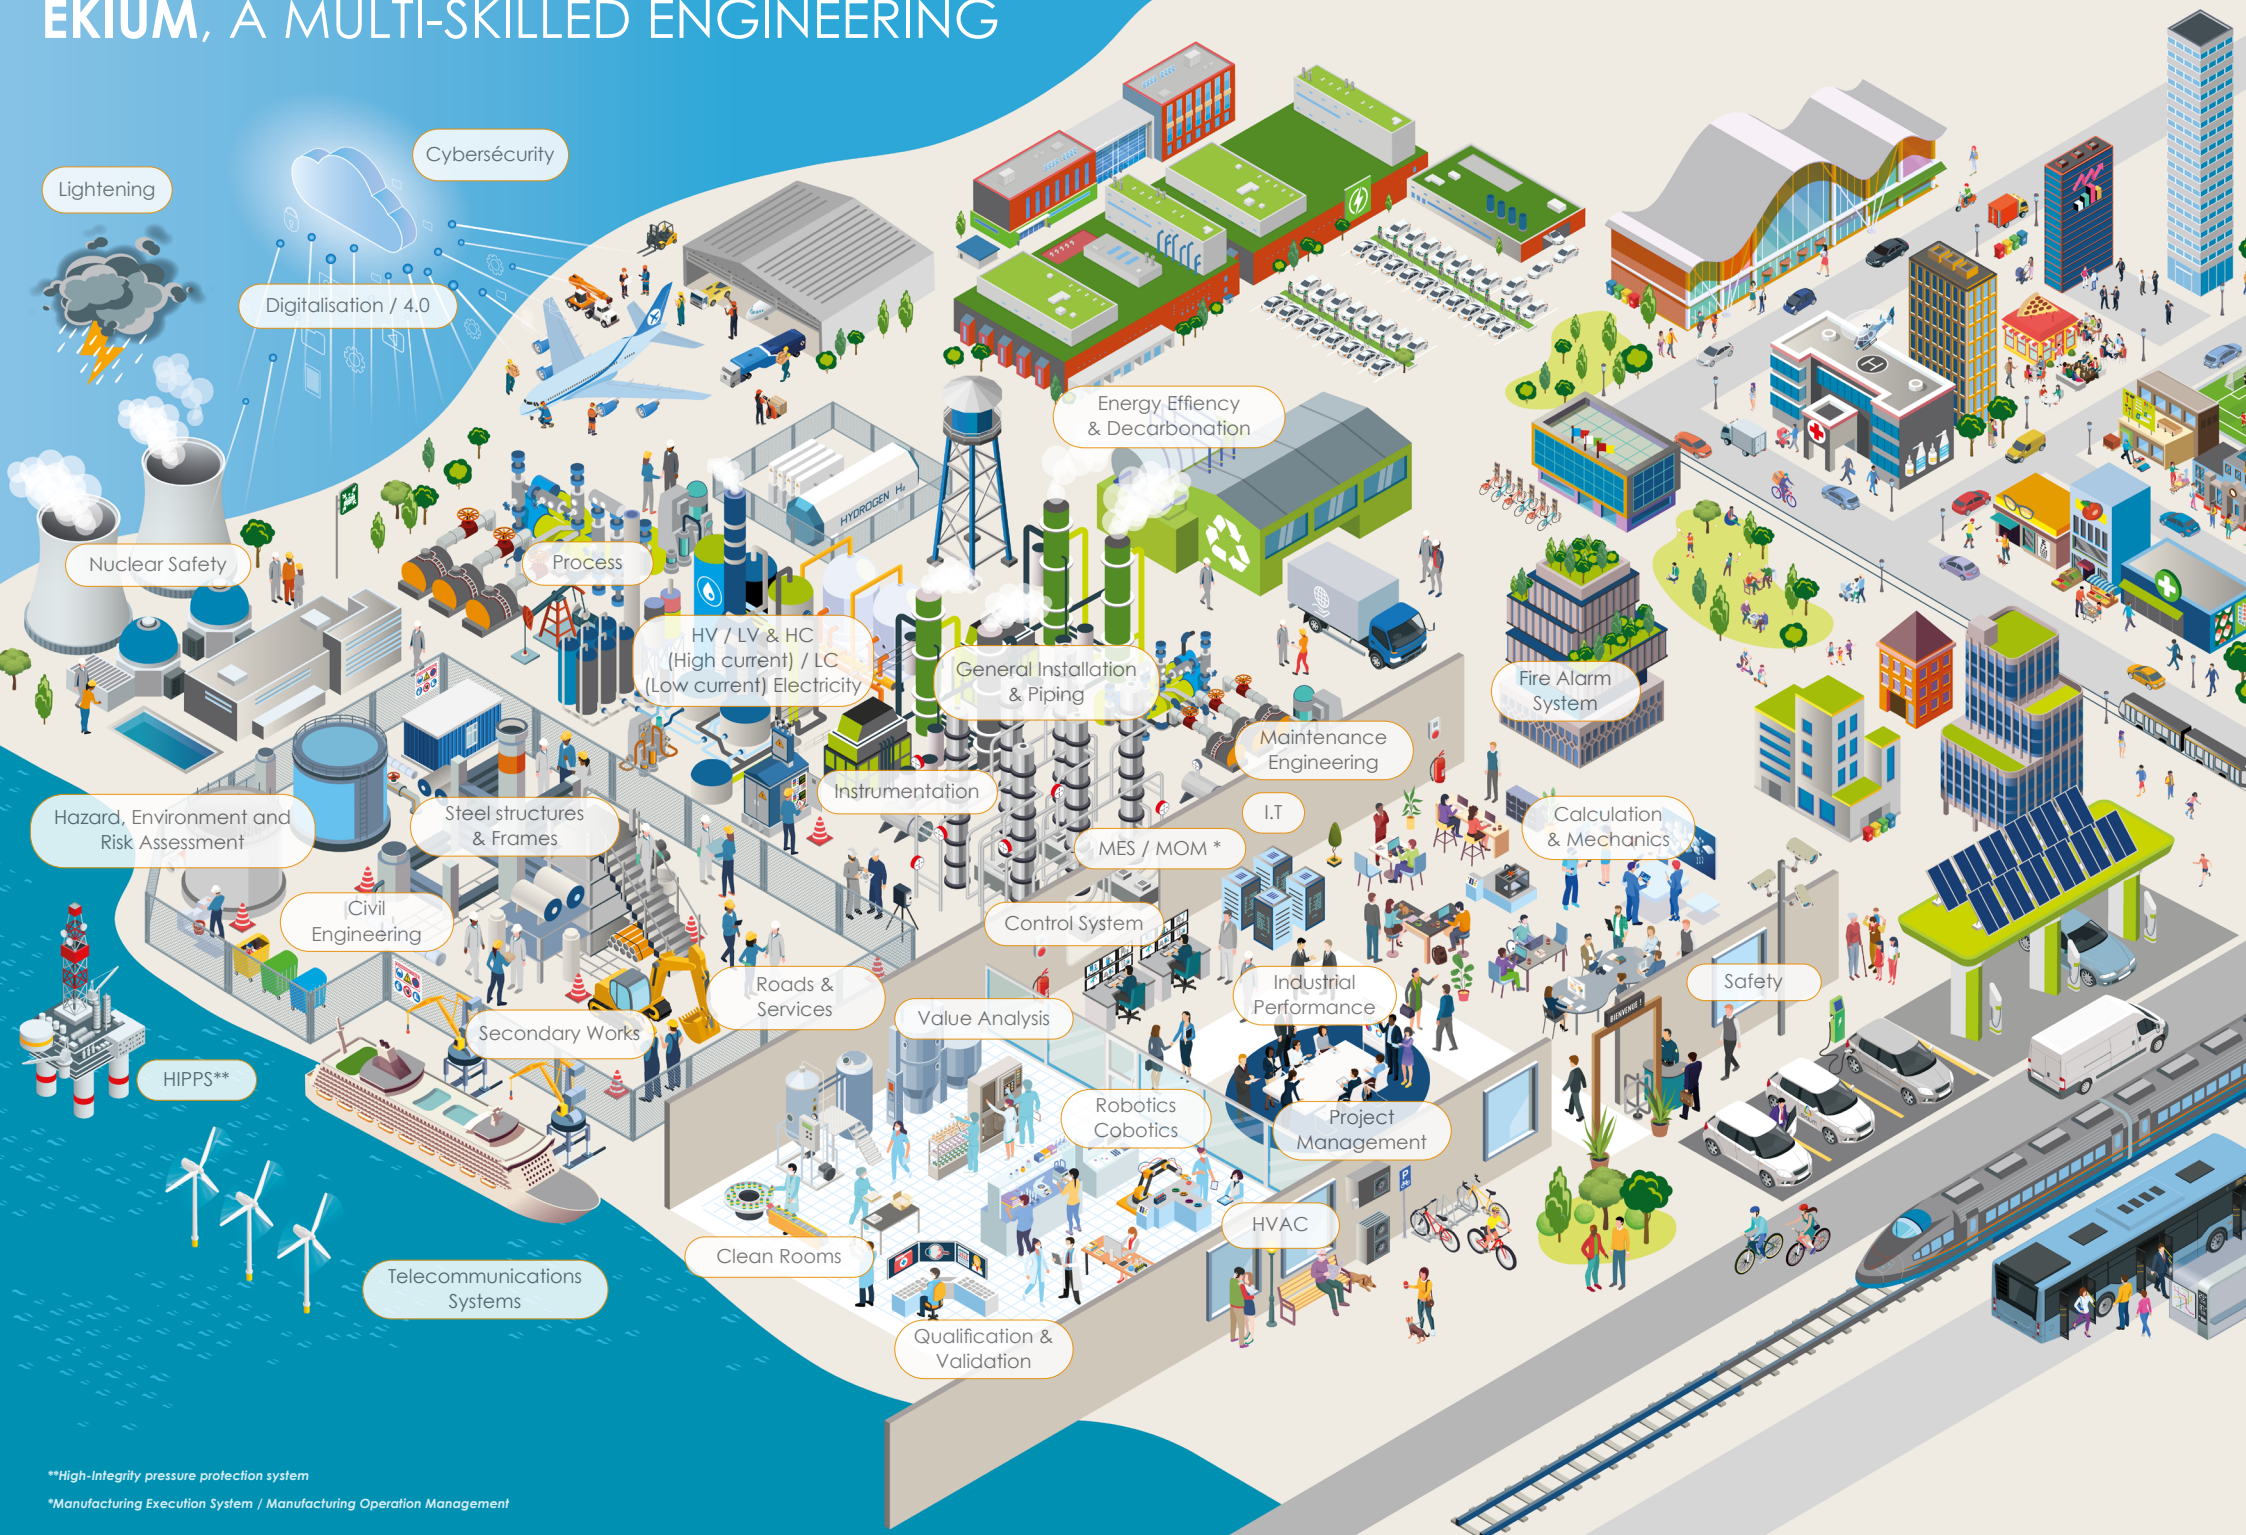 EKIUM, A MULTI-SKILLED ENGINEERING
Cybersécurity
Lightening
Digitalisation / 4.0
Energy Effiency
& Decarbonation
HYDROGEN H₂
Nuclear Safety
Process
HV / LV & HC
(High current) / LC
(Low current) Electricity
General Installation
& Piping
Fire Alarm
System
Maintenance
Engineering
Instrumentation
I.T
Hazard, Environment and
Risk Assessment
Steel structures
& Frames
Calculation
& Mechanics
MES / MOM *
Civil
Engineering
Control System
Roads &
Services
Industrial
Performance
Safety
BIENVENUE !
Value Analysis
Secondary Works
HIPPS**
Robotics
Cobotics
Project
Management
P
HVAC
H
Clean Rooms
Telecommunications
Systems
Qualification &
Validation
**High-Integrity pressure protection system
*Manufacturing Execution System / Manufacturing Operation Management